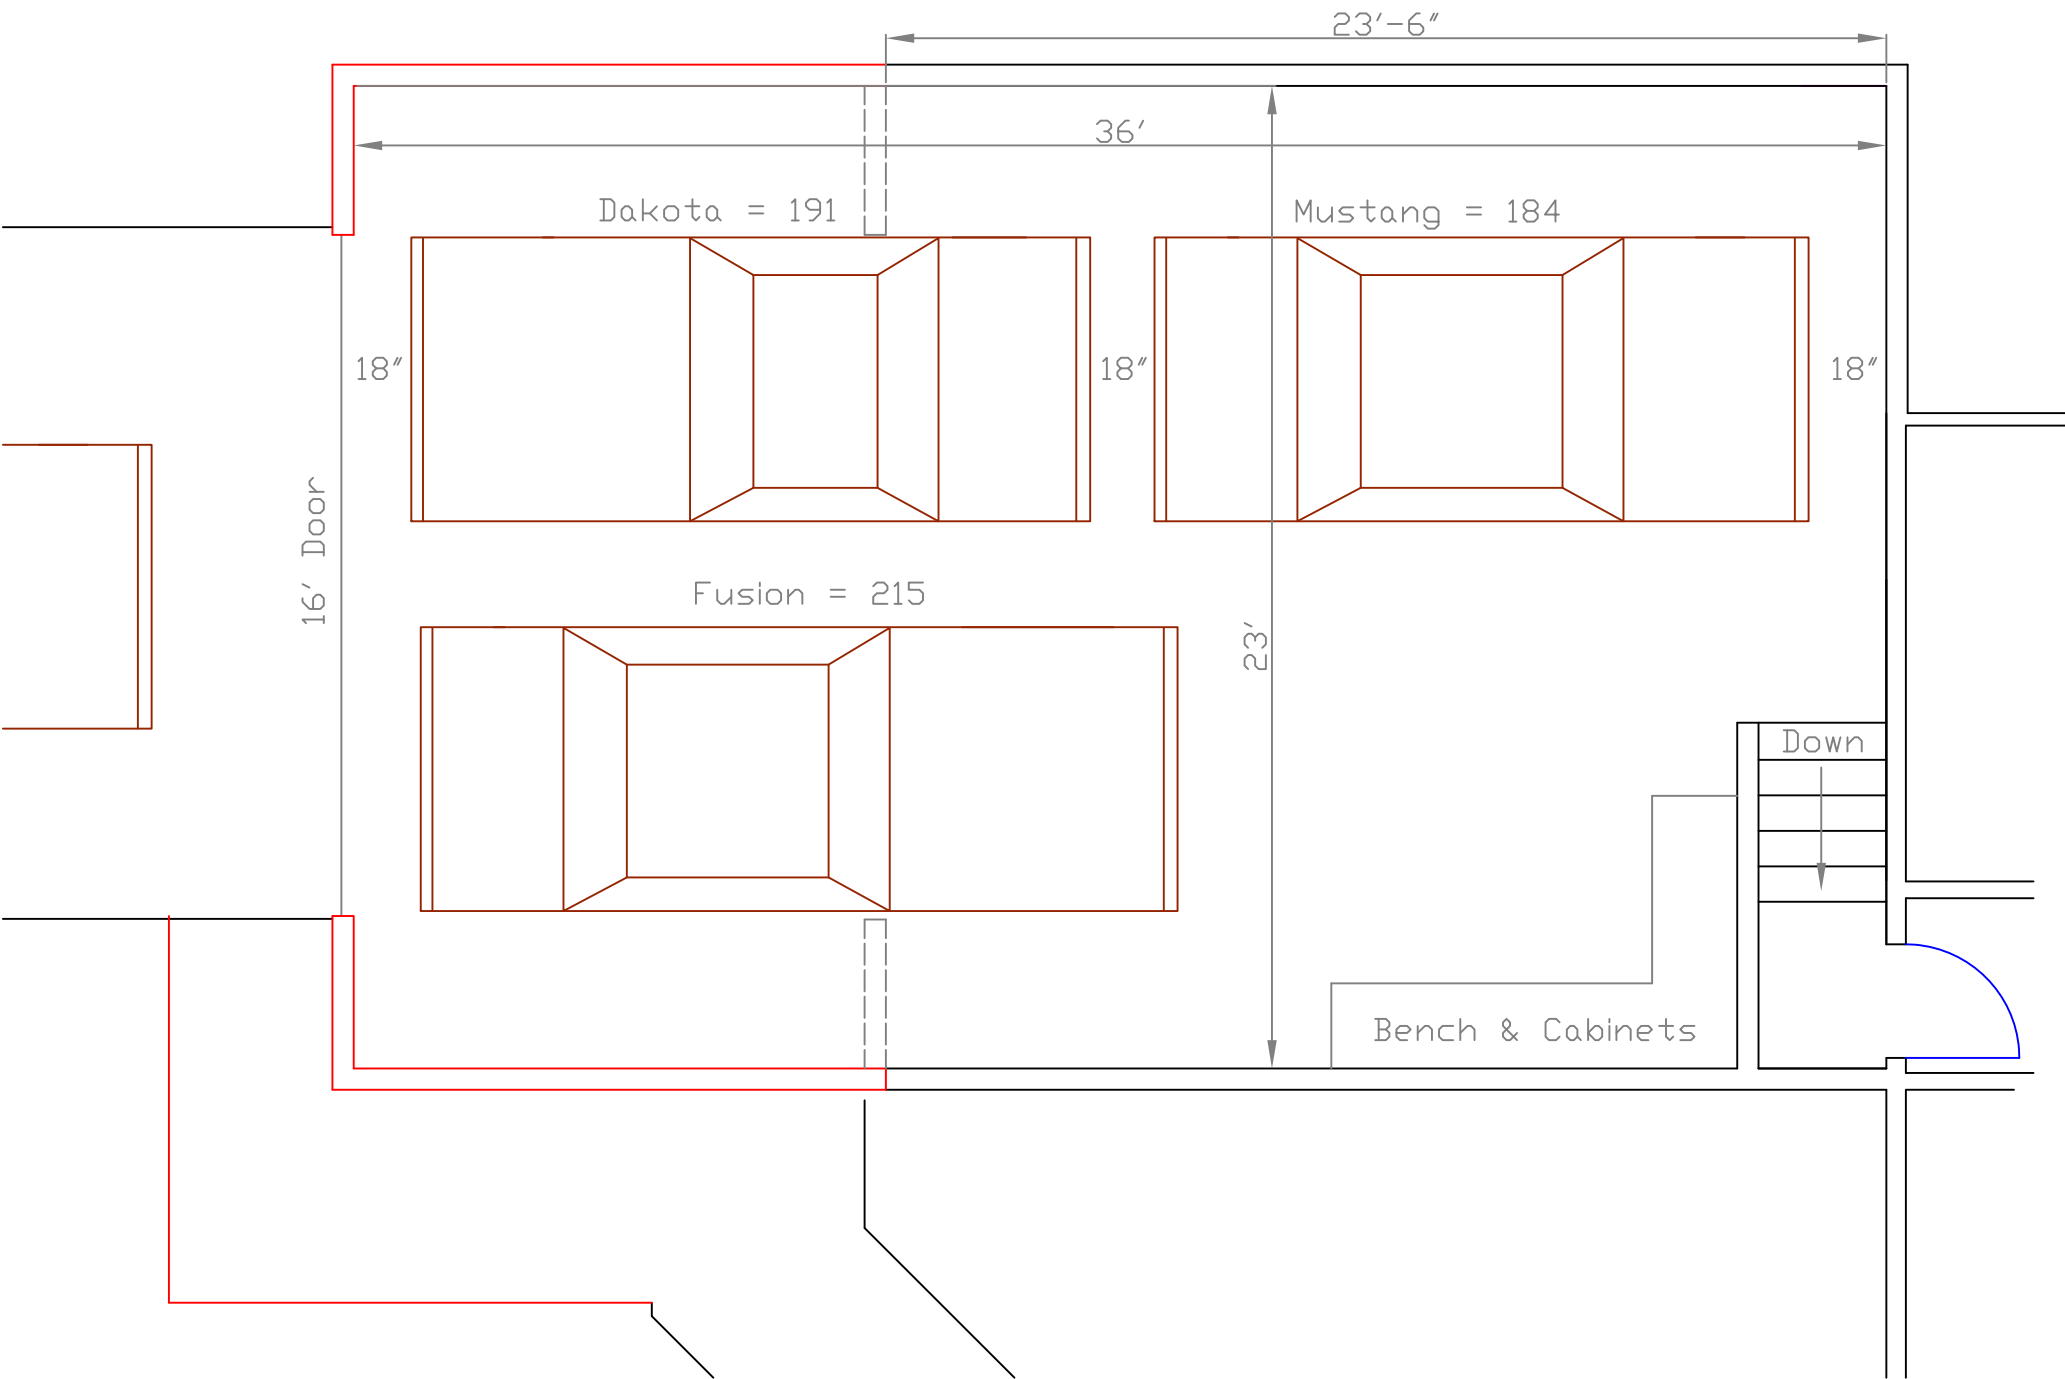 23'-6"
36'
Dakota = 191
Mustang = 184
18"
18"
18"
16' Door
Fusion = 215
23'
Down
Bench & Cabinets